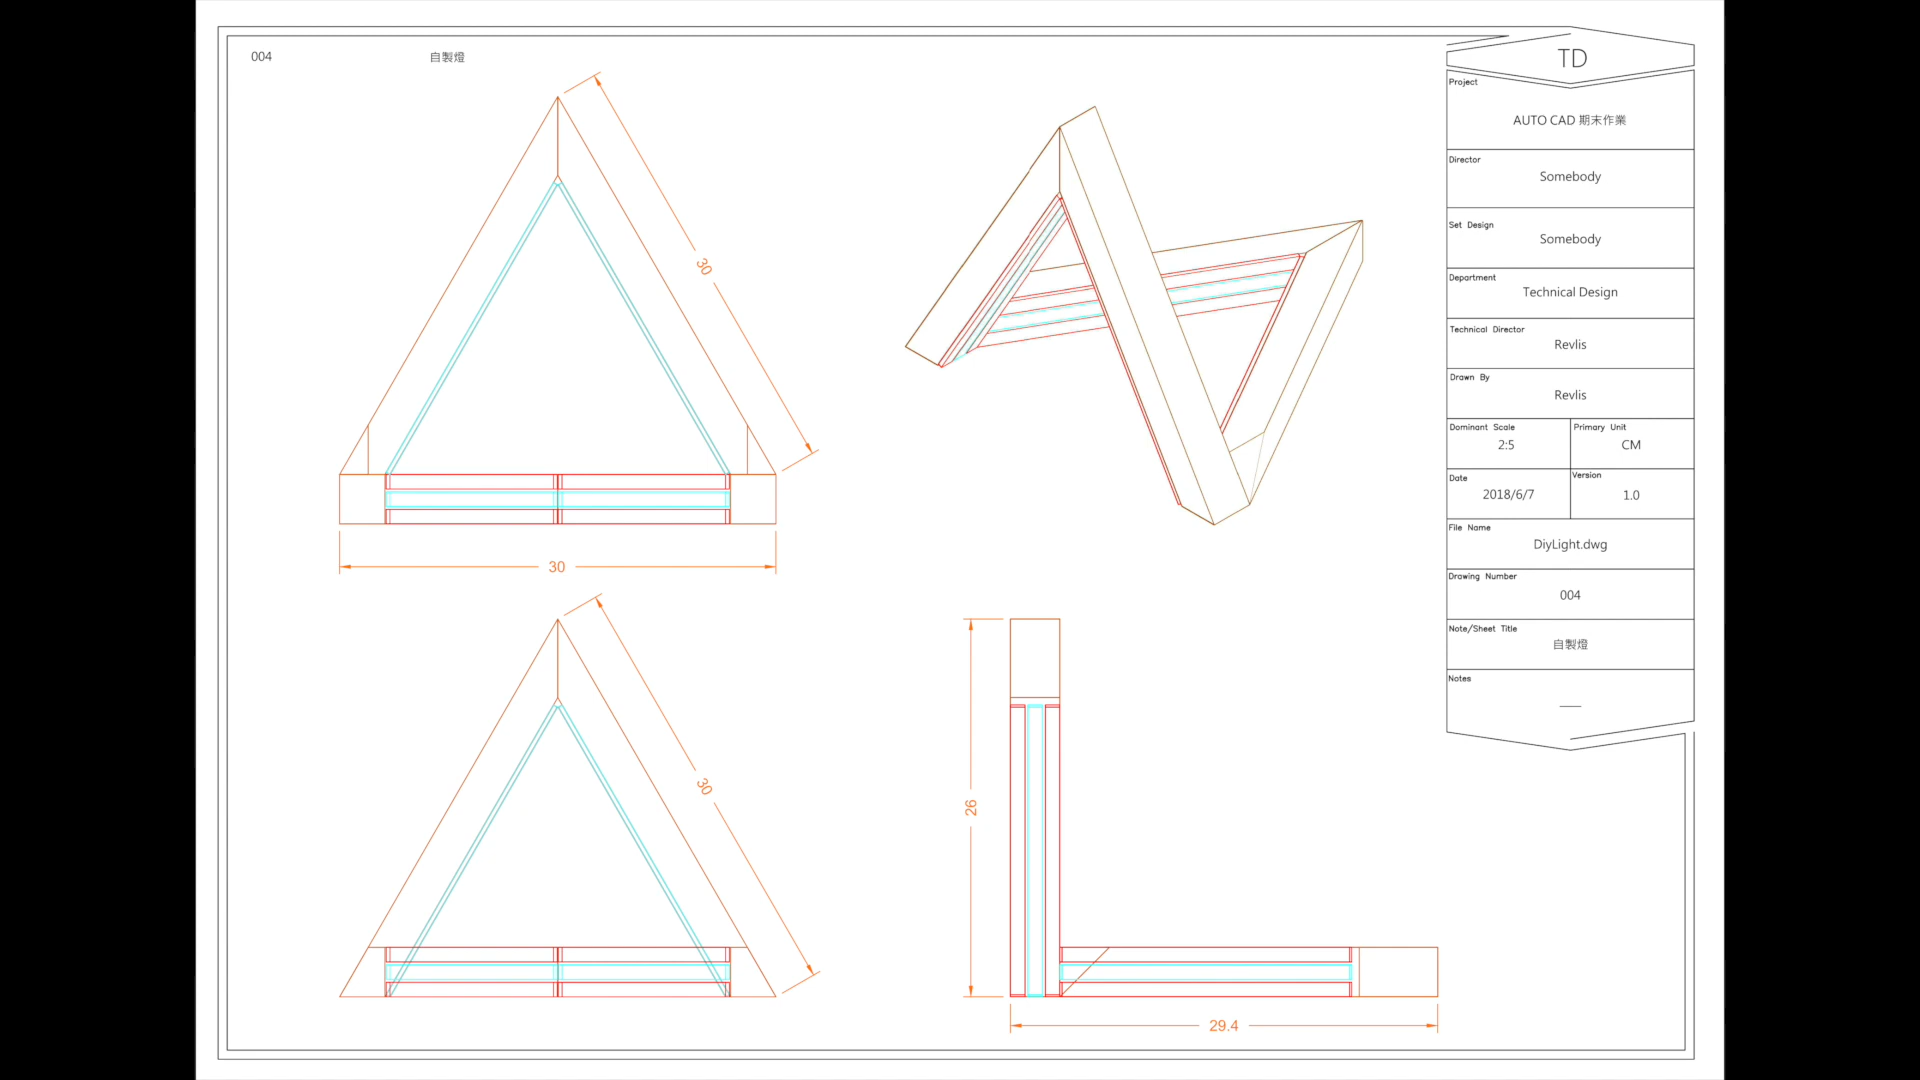 004
自製燈
30
30
30
26
29.4
TD
Project
AUTO CAD 期末作業
Director
Somebody
Set Design
Somebody
Department
Technical Design
Technical Director
Revlis
Drawn By
Revlis
Dominant Scale
2:5
Primary Unit
CM
Date
2018/6/7
Version
1.0
File Name
DiyLight.dwg
Drawing Number
004
Note/Sheet Title
自製燈
Notes